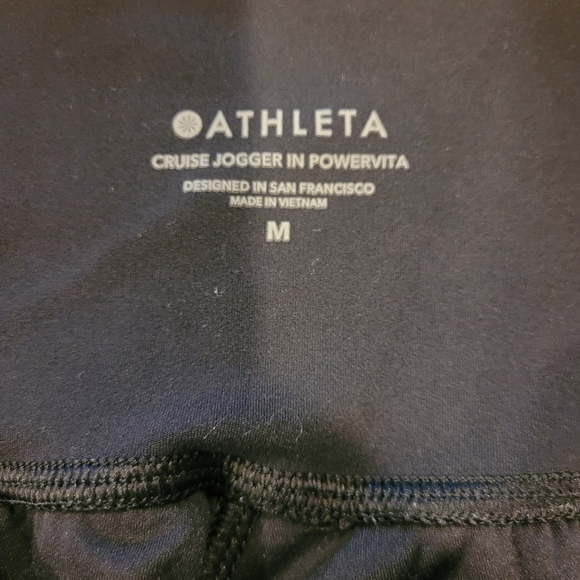 ATHLETA
CRUISE JOGGER IN POWERVITA
DESIGNED IN SAN FRANCISCO
MADE IN VIETNAM
M